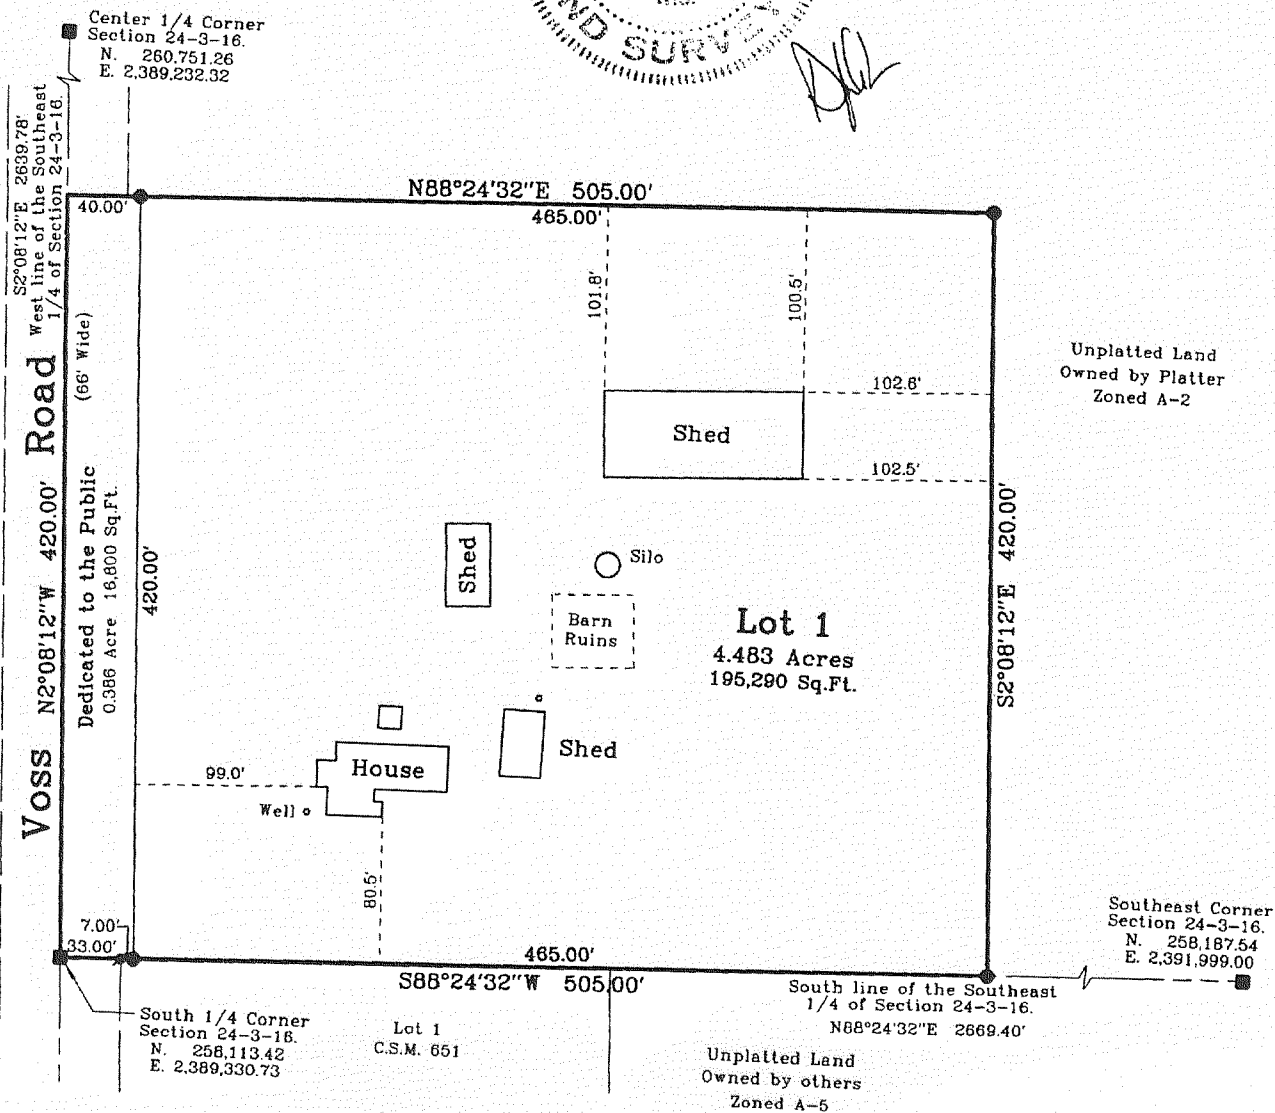 Center 1/4 Corner
Section 24-3-16.
N. 260,751.26
E. 2,389,232.32
ND SURVEY
S2°08'12"E 2639.78'
West line of the Southeast
1/4 of Section 24-3-16.
N88°24'32"E 505.00'
40.00'
465.00'
101.8'
100.5'
Unplatted Land
Owned by Platter
Zoned A-2
102.6'
Shed
102.5'
Voss Road
(66' Wide)
N2°08'12"W 420.00'
Dedicated to the Public
0.386 Acre 16,800 Sq.Ft.
420.00'
S2°08'12"E 420.00'
Shed
Silo
Barn
Ruins
Lot 1
4.483 Acres
195,290 Sq.Ft.
Shed
House
99.0'
Well
80.5'
7.00'
33.00'
465.00'
S88°24'32"W 505.00'
Southeast Corner
Section 24-3-16.
N. 258,187.54
E. 2,391,999.00
South line of the Southeast
1/4 of Section 24-3-16.
N88°24'32"E 2669.40'
South 1/4 Corner
Section 24-3-16.
N. 258,113.42
E. 2,389,330.73
Lot 1
C.S.M. 651
Unplatted Land
Owned by others
Zoned A-5